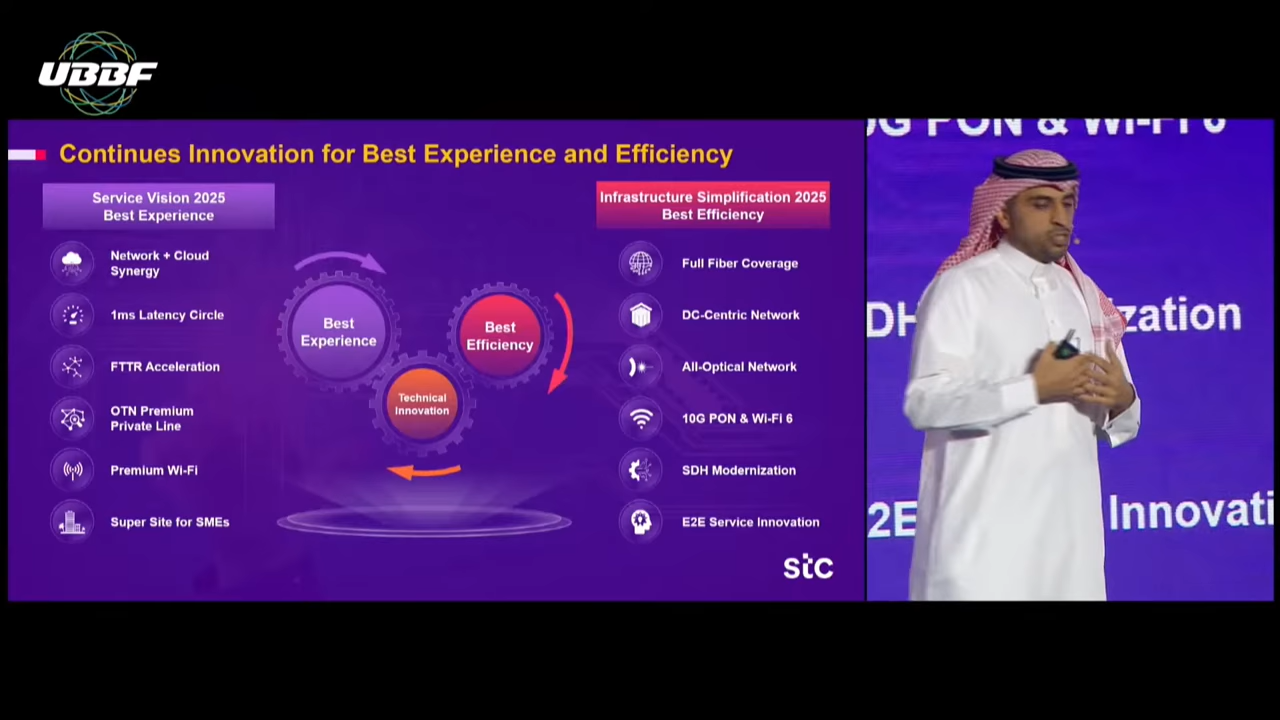 UBBF
Continues Innovation for Best Experience and Efficiency
Service Vision 2025
Best Experience
Network + Cloud
Synergy
1ms Latency Circle
FTTR Acceleration
OTN Premium
Private Line
Premium Wi-Fi
Super Site for SMEs
Best
Experience
Best
Efficiency
Technical
Innovation
Infrastructure Simplification 2025
Best Efficiency
Full Fiber Coverage
DC-Centric Network
All-Optical Network
10G PON & Wi-Fi 6
SDH Modernization
E2E Service Innovation
stc
0G PON & Wi-Fi 6
DH
zation
2E
Innovati